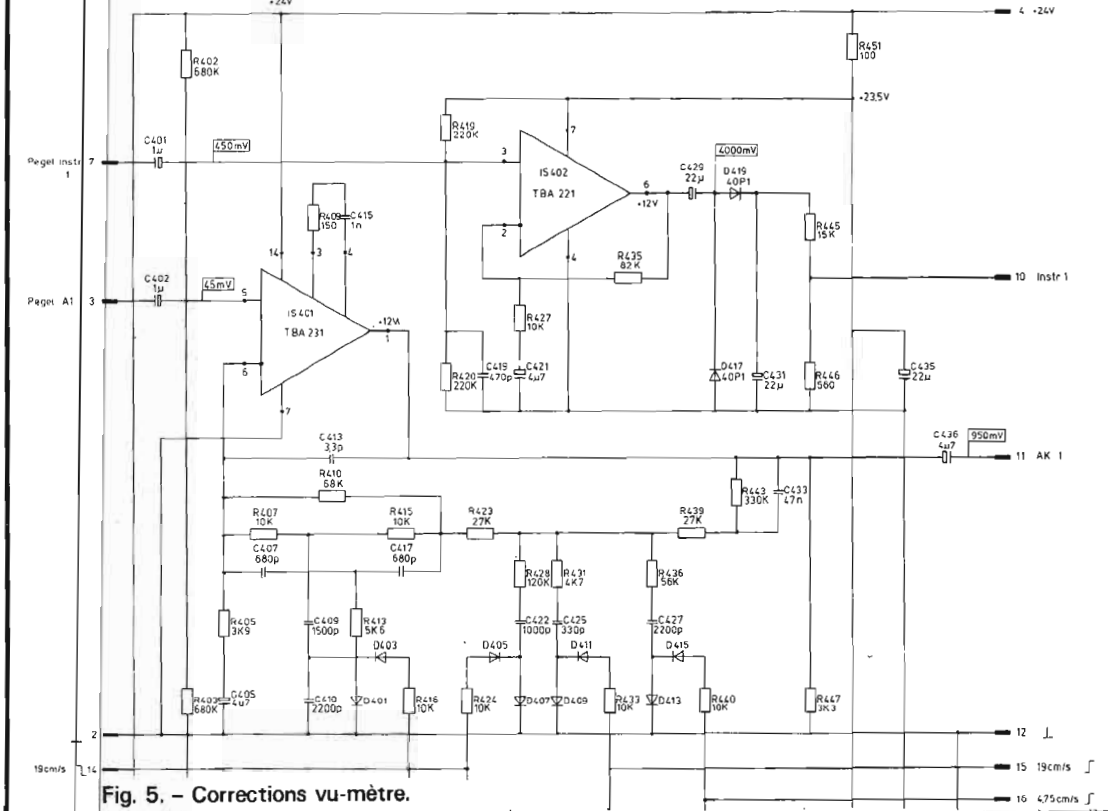 +24V
4 +24V
R402
680K
R451
100
+23,5V
R419
220K
7
C401
1µ
450mV
Pegel Instr 7
1
3
IS402
TBA 221
6
+12V
C429
22µ
4000mV
D419
40P1
R409
150
C415
1n
2
4
R445
15K
14
3
4
R435
82K
10 Instr 1
C402
1µ
45mV
Pegel A1 3
5
IS401
TBA 231
+12V
1
R427
10K
6
R420
220K
C419
470p
C421
4µ7
D417
40P1
C431
22µ
R446
560
C435
22µ
7
C413
3,3p
C436
4µ7
950mV
11 AK 1
R410
68K
R443
330K
C433
47n
R407
10K
R415
10K
R423
27K
R439
27K
C407
680p
C417
680p
R428
120K
R431
4K7
R436
56K
R405
3K9
C409
1500p
R413
5K6
C422
1000p
C425
330p
C427
2200p
D403
D405
D411
D415
R403
680K
C405
4µ7
C410
2200p
D401
R416
10K
R424
10K
D407
D409
R433
10K
D413
R440
10K
R447
3K3
2
12 ⊥
19cm/s 14
15 19cm/s
16 4,75cm/s
Fig. 5. – Corrections vu-mètre.